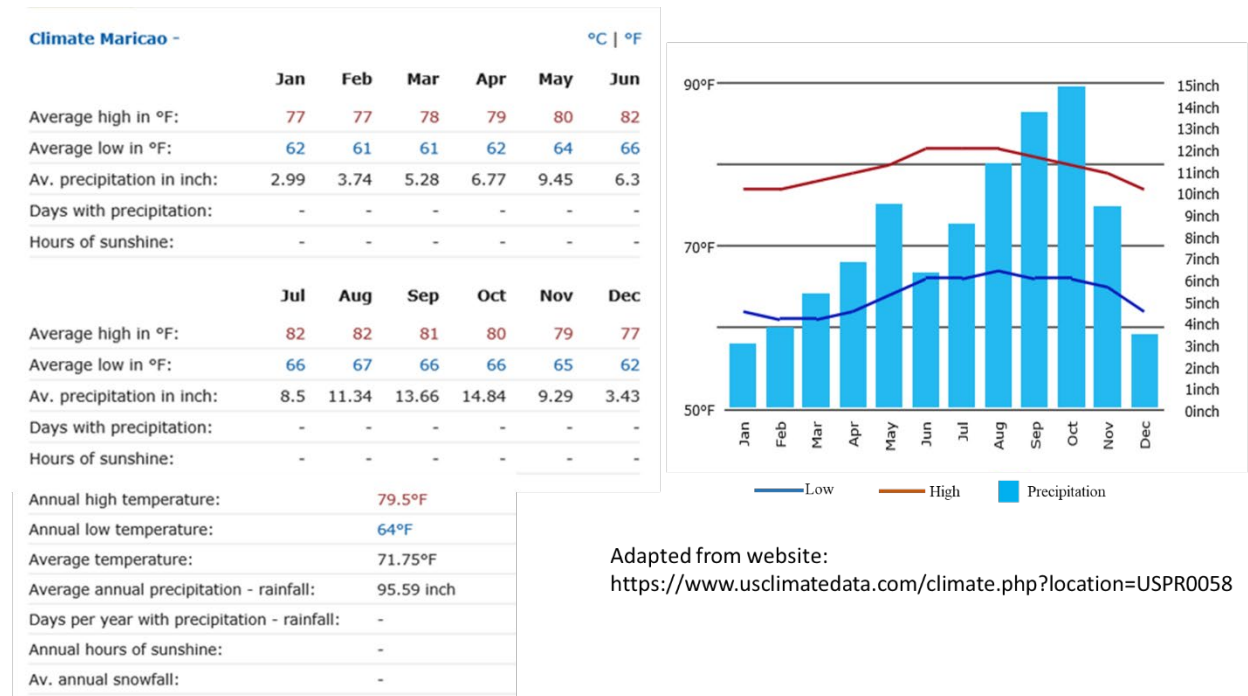 Climate Maricao - °C | °F
Jan Feb Mar Apr May Jun
Average high in °F: 77 77 78 79 80 82
Average low in °F: 62 61 61 62 64 66
Av. precipitation in inch: 2.99 3.74 5.28 6.77 9.45 6.3
Days with precipitation: - - - - - -
Hours of sunshine: - - - - - -
Jul Aug Sep Oct Nov Dec
Average high in °F: 82 82 81 80 79 77
Average low in °F: 66 67 66 66 65 62
Av. precipitation in inch: 8.5 11.34 13.66 14.84 9.29 3.43
Days with precipitation: - - - - - -
Hours of sunshine: - - - - - -
Annual high temperature: 79.5°F
Annual low temperature: 64°F
Average temperature: 71.75°F
Average annual precipitation - rainfall: 95.59 inch
Days per year with precipitation - rainfall: -
Annual hours of sunshine: -
Av. annual snowfall: -
90°F
70°F
50°F
15inch
14inch
13inch
12inch
11inch
10inch
9inch
8inch
7inch
6inch
5inch
4inch
3inch
2inch
1inch
0inch
Jan Feb Mar Apr May Jun Jul Aug Sep Oct Nov Dec
Low High Precipitation
Adapted from website:
https://www.usclimatedata.com/climate.php?location=USPR0058